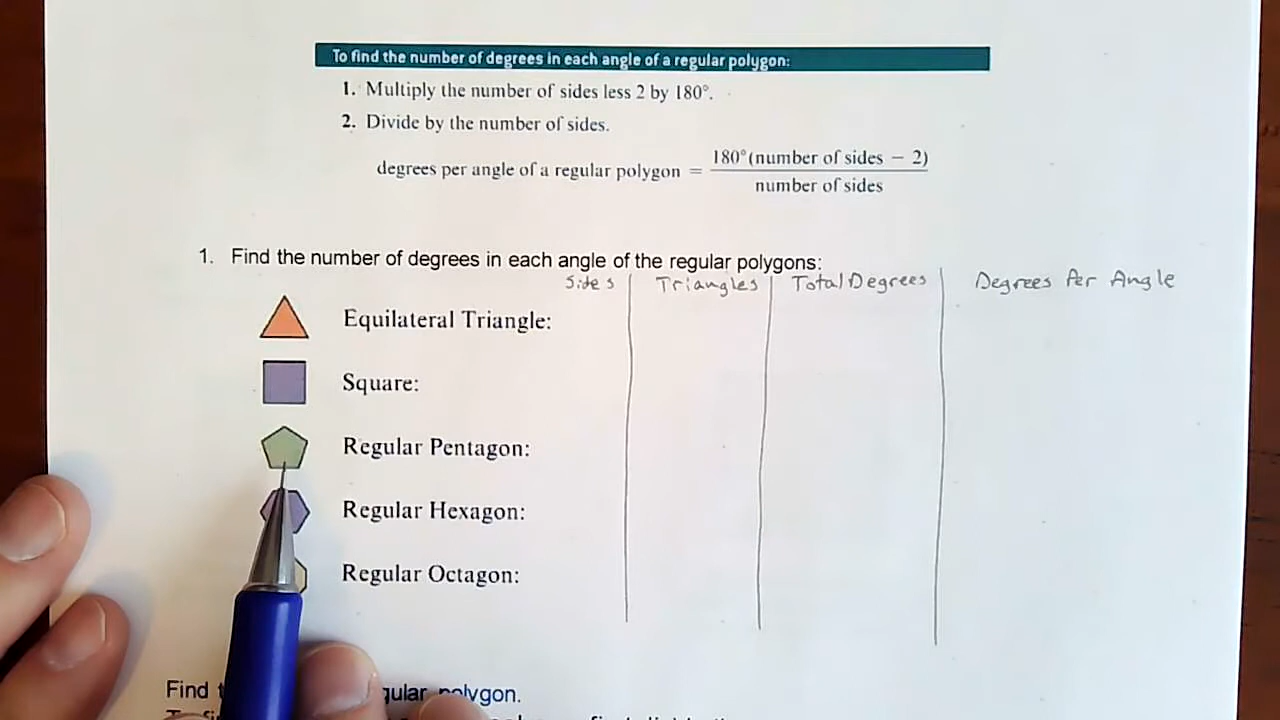 To find the number of degrees in each angle of a regular polygon:
1. Multiply the number of sides less 2 by 180°.
2. Divide by the number of sides.
degrees per angle of a regular polygon = 180°(number of sides − 2)
number of sides
1. Find the number of degrees in each angle of the regular polygons:
Sides Triangles Total Degrees Degrees Per Angle
Equilateral Triangle:
Square:
Regular Pentagon:
Regular Hexagon:
Regular Octagon:
Find polygon.